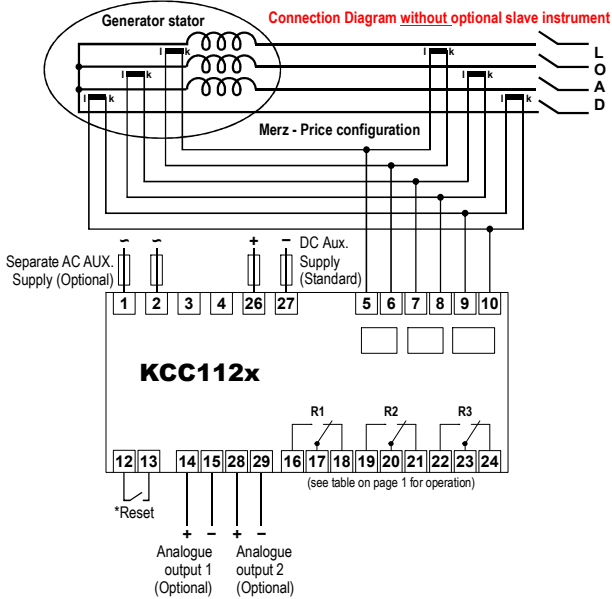 Generator stator
Connection Diagram without optional slave instrument
l k
l k
l k
l k
l k
l k
L
O
A
D
Merz - Price configuration
~ ~ + −
Separate AC AUX.
Supply (Optional)
DC Aux.
Supply
(Standard)
1 2 3 4 26 27 5 6 7 8 9 10
KCC112x
R1 R2 R3
12 13 14 15 28 29 16 17 18 19 20 21 22 23 24
(see table on page 1 for operation)
*Reset
+ − + −
Analogue
output 1
(Optional)
Analogue
output 2
(Optional)